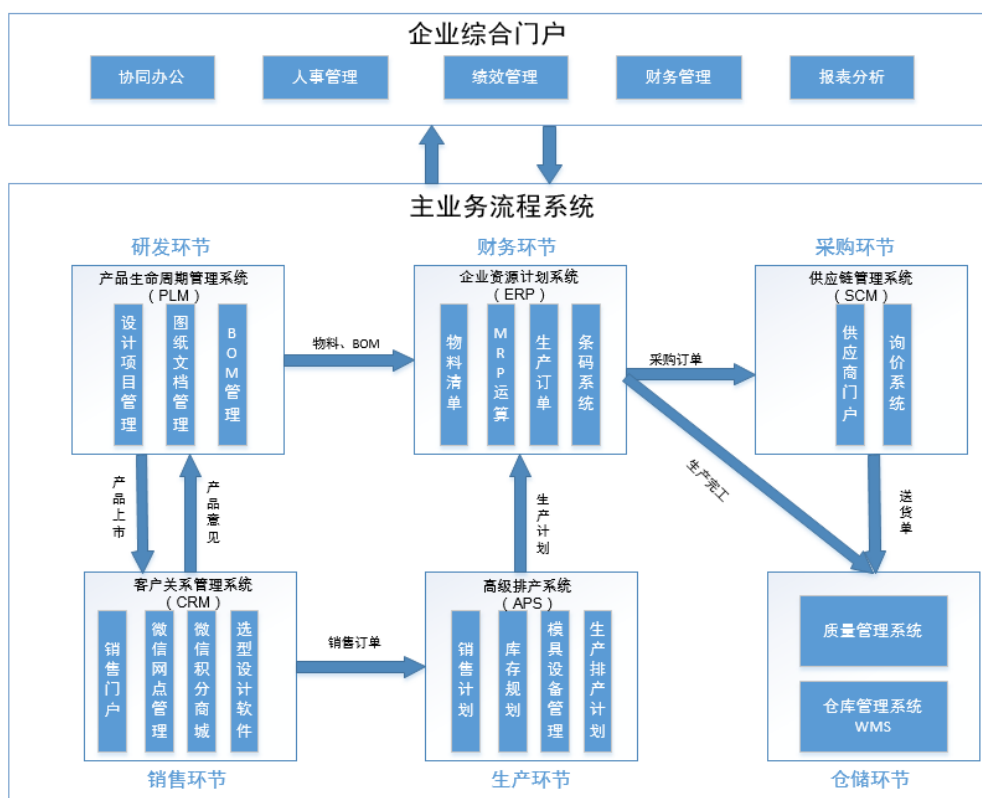 企业综合门户
协同办公
人事管理
绩效管理
财务管理
报表分析
主业务流程系统
研发环节
财务环节
采购环节
产品生命周期管理系统
（PLM）
设计项目管理
图纸文档管理
BOM管理
物料、BOM
企业资源计划系统
（ERP）
物料清单
MRP运算
生产订单
条码系统
采购订单
供应链管理系统
（SCM）
供应商门户
询价系统
产品上市
产品意见
生产计划
生产完工
送货单
客户关系管理系统
（CRM）
销售门户
微信网点管理
微信积分商城
选型设计软件
销售订单
高级排产系统
（APS）
销售计划
库存规划
模具设备管理
生产排产计划
质量管理系统
仓库管理系统
WMS
销售环节
生产环节
仓储环节